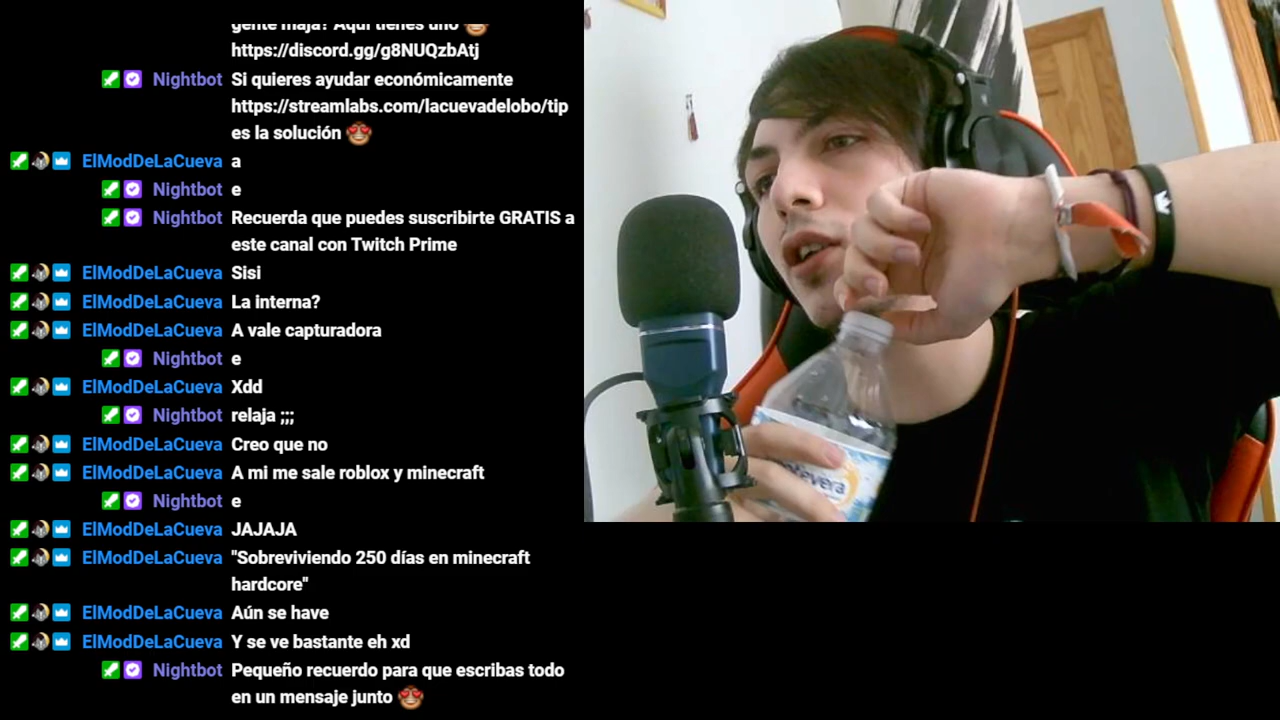 gente maja? Aquí tienes uno
https://discord.gg/g8NUQzbAtj
Nightbot Si quieres ayudar económicamente
https://streamlabs.com/lacuevadelobo/tip
es la solución
ElModDeLaCueva a
Nightbot e
Nightbot Recuerda que puedes suscribirte GRATIS a
este canal con Twitch Prime
ElModDeLaCueva Sisi
ElModDeLaCueva La interna?
ElModDeLaCueva A vale capturadora
Nightbot e
ElModDeLaCueva Xdd
Nightbot relaja ;;;
ElModDeLaCueva Creo que no
ElModDeLaCueva A mi me sale roblox y minecraft
Nightbot e
ElModDeLaCueva JAJAJA
ElModDeLaCueva "Sobreviviendo 250 días en minecraft
hardcore"
ElModDeLaCueva Aún se have
ElModDeLaCueva Y se ve bastante eh xd
Nightbot Pequeño recuerdo para que escribas todo
en un mensaje junto